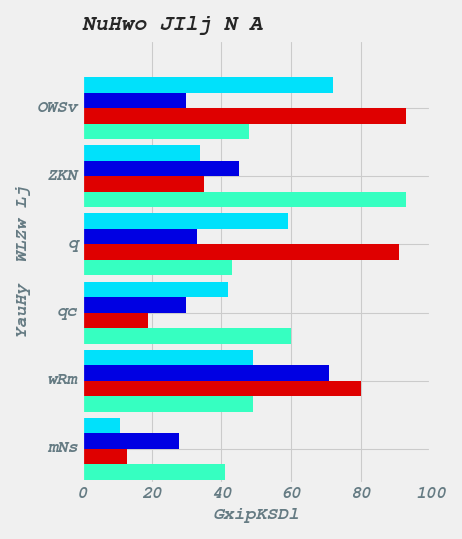 NuHwo JIlj N A
OWSv
ZKN
q
qc
wRm
mNs
YauHy  WLZw Lj
0 20 40 60 80 100
GxipKSDl